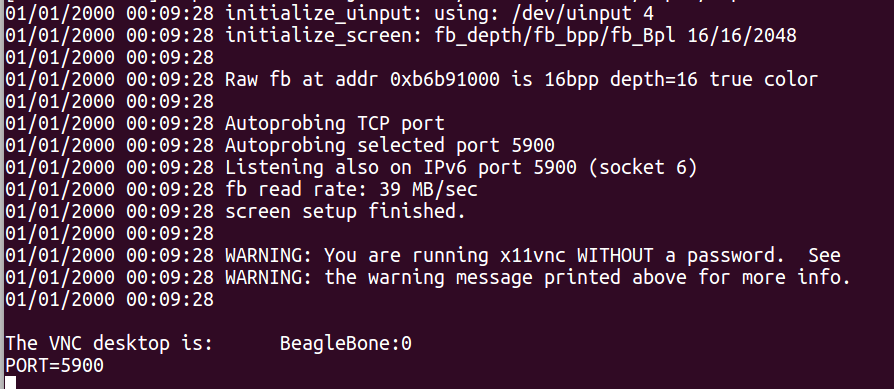 01/01/2000 00:09:28 initialize_uinput: using: /dev/uinput 4
01/01/2000 00:09:28 initialize_screen: fb_depth/fb_bpp/fb_Bpl 16/16/2048
01/01/2000 00:09:28
01/01/2000 00:09:28 Raw fb at addr 0xb6b91000 is 16bpp depth=16 true color
01/01/2000 00:09:28
01/01/2000 00:09:28 Autoprobing TCP port
01/01/2000 00:09:28 Autoprobing selected port 5900
01/01/2000 00:09:28 Listening also on IPv6 port 5900 (socket 6)
01/01/2000 00:09:28 fb read rate: 39 MB/sec
01/01/2000 00:09:28 screen setup finished.
01/01/2000 00:09:28
01/01/2000 00:09:28 WARNING: You are running x11vnc WITHOUT a password.  See
01/01/2000 00:09:28 WARNING: the warning message printed above for more info.
01/01/2000 00:09:28

The VNC desktop is:      BeagleBone:0
PORT=5900